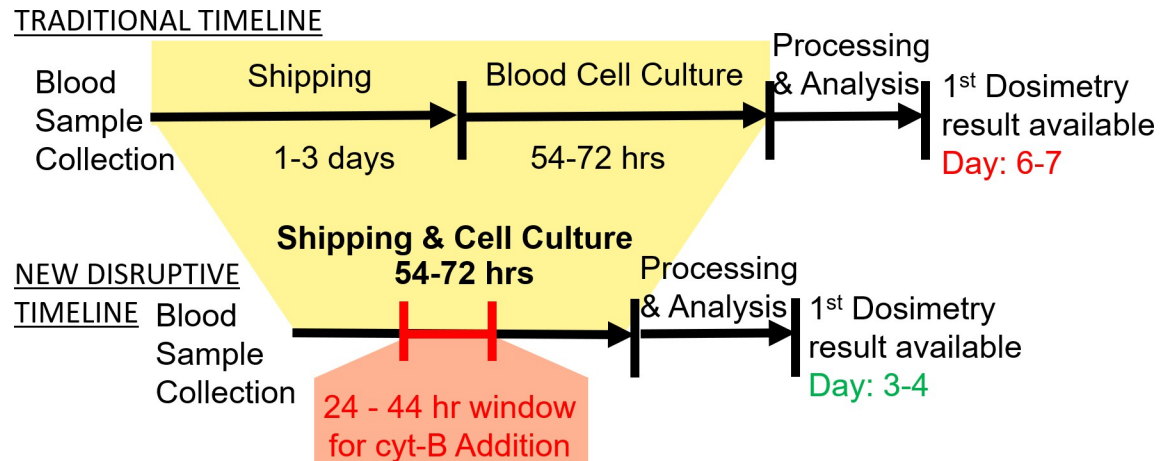 TRADITIONAL TIMELINE
Blood
Sample
Collection
Shipping
1-3 days
Blood Cell Culture
54-72 hrs
Processing
& Analysis
1st Dosimetry
result available
Day: 6-7
NEW DISRUPTIVE
TIMELINE
Blood
Sample
Collection
Shipping & Cell Culture
54-72 hrs
24 - 44 hr window
for cyt-B Addition
Processing
& Analysis
1st Dosimetry
result available
Day: 3-4